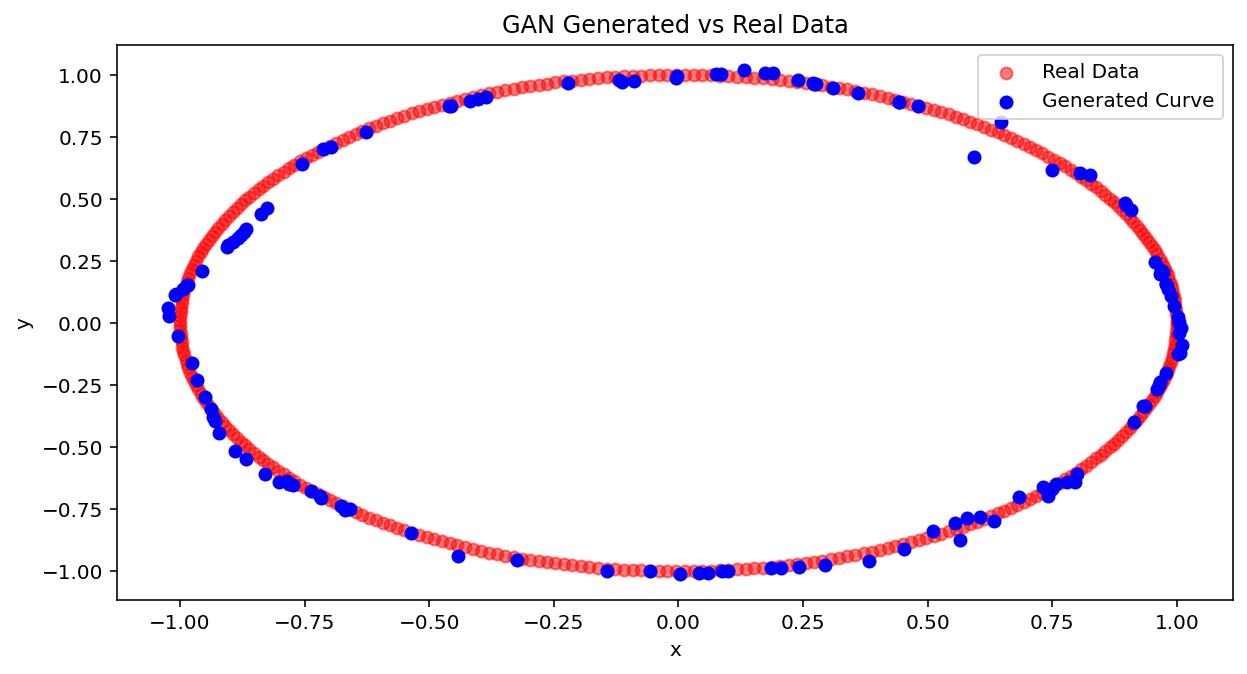 GAN Generated vs Real Data
Real Data
Generated Curve
1.00
0.75
0.50
0.25
0.00
−0.25
−0.50
−0.75
−1.00
y
−1.00 −0.75 −0.50 −0.25 0.00 0.25 0.50 0.75 1.00
x